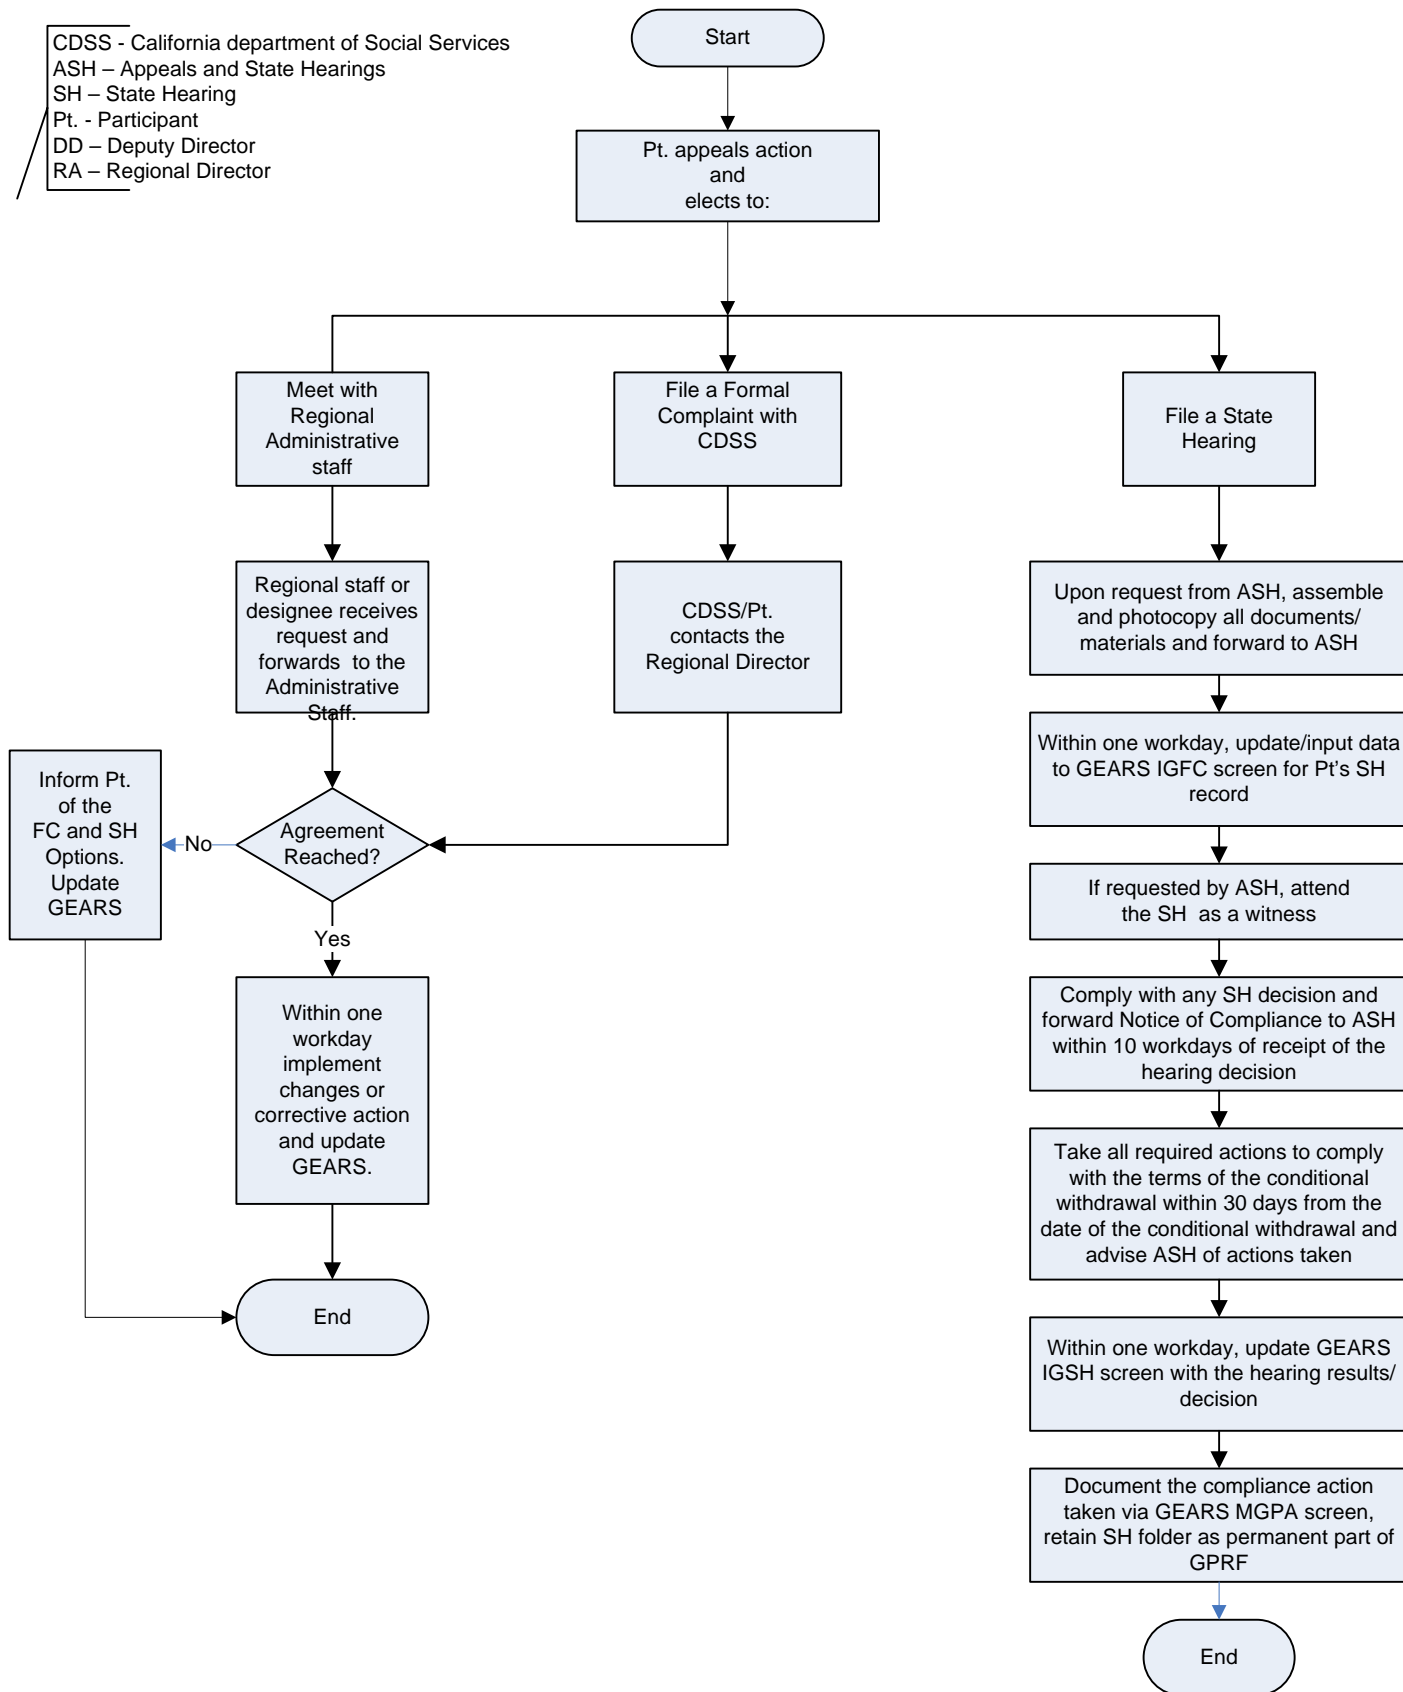 CDSS - California department of Social Services
ASH – Appeals and State Hearings
SH – State Hearing
Pt. - Participant
DD – Deputy Director
RA – Regional Director
Start
Pt. appeals action
and
elects to:
Meet with
Regional
Administrative
staff
File a Formal
Complaint with
CDSS
File a State
Hearing
Regional staff or
designee receives
request and
forwards to the
Administrative
Staff.
CDSS/Pt.
contacts the
Regional Director
Upon request from ASH, assemble
and photocopy all documents/
materials and forward to ASH
Within one workday, update/input data
to GEARS IGFC screen for Pt's SH
record
Inform Pt.
of the
FC and SH
Options.
Update
GEARS
No
Agreement
Reached?
Yes
If requested by ASH, attend
the SH as a witness
Within one
workday
implement
changes or
corrective action
and update
GEARS.
Comply with any SH decision and
forward Notice of Compliance to ASH
within 10 workdays of receipt of the
hearing decision
Take all required actions to comply
with the terms of the conditional
withdrawal within 30 days from the
date of the conditional withdrawal and
advise ASH of actions taken
End
Within one workday, update GEARS
IGSH screen with the hearing results/
decision
Document the compliance action
taken via GEARS MGPA screen,
retain SH folder as permanent part of
GPRF
End